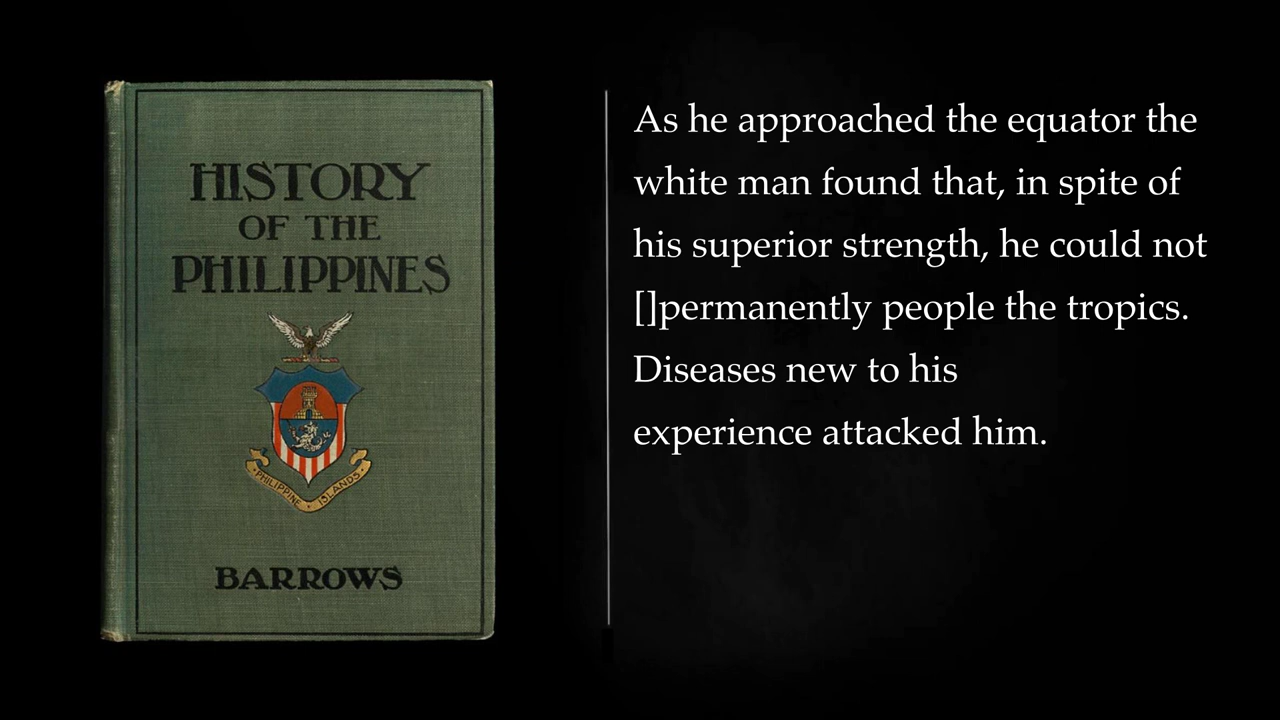 HISTORY
OF THE
PHILIPPINES
PHILIPPINE ISLANDS
BARROWS
As he approached the equator the
white man found that, in spite of
his superior strength, he could not
[]permanently people the tropics.
Diseases new to his
experience attacked him.